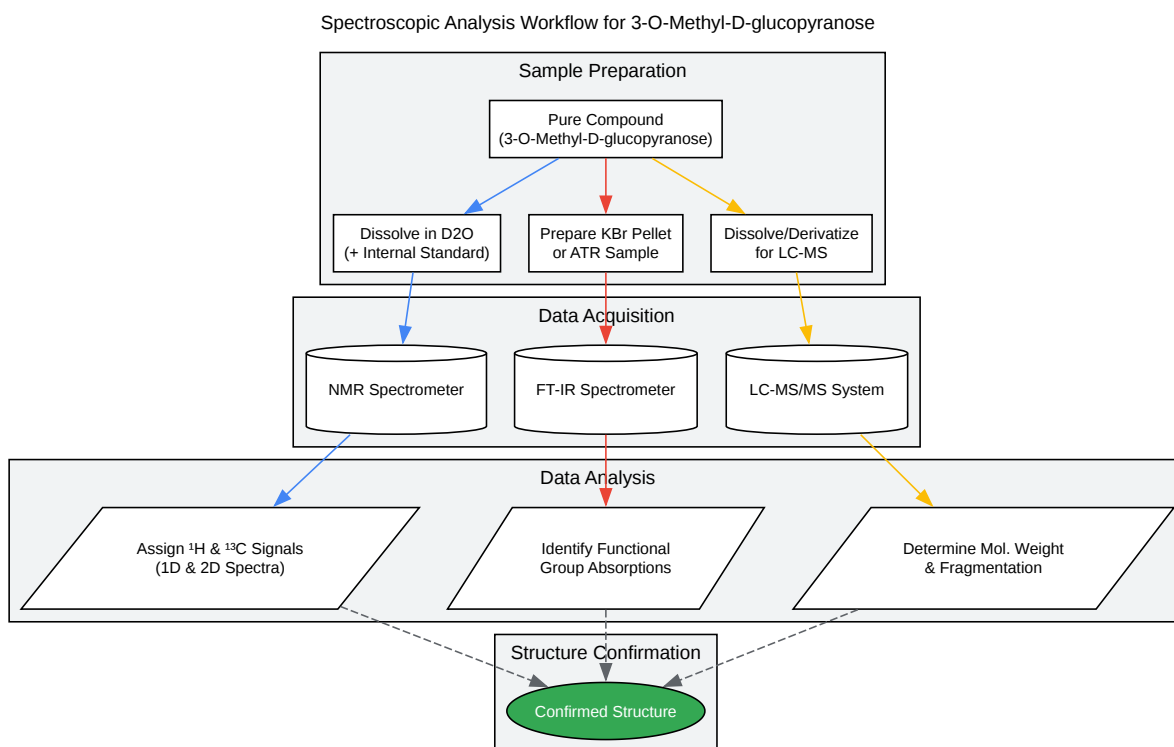 Spectroscopic Analysis Workflow for 3-O-Methyl-D-glucopyranose
Sample Preparation
Pure Compound
(3-O-Methyl-D-glucopyranose)
Dissolve in D2O
(+ Internal Standard)
Prepare KBr Pellet
or ATR Sample
Dissolve/Derivatize
for LC-MS
Data Acquisition
NMR Spectrometer
FT-IR Spectrometer
LC-MS/MS System
Data Analysis
Assign ¹H & ¹³C Signals
(1D & 2D Spectra)
Identify Functional
Group Absorptions
Determine Mol. Weight
& Fragmentation
Structure Confirmation
Confirmed Structure